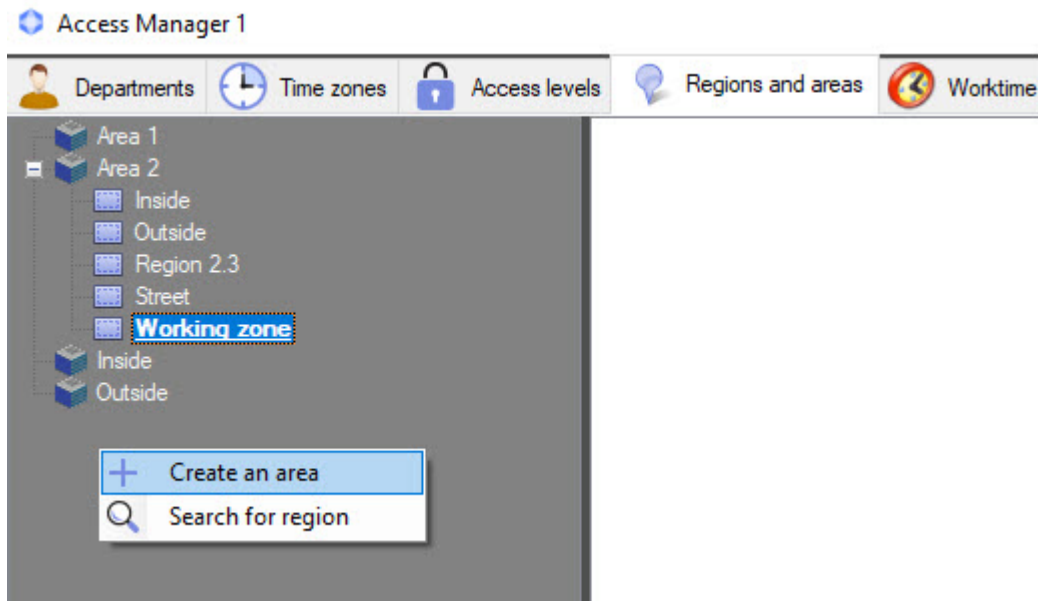 Access Manager 1
Departments Time zones Access levels Regions and areas Worktime
Area 1
Area 2
Inside
Outside
Region 2.3
Street
Working zone
Inside
Outside
Create an area
Search for region